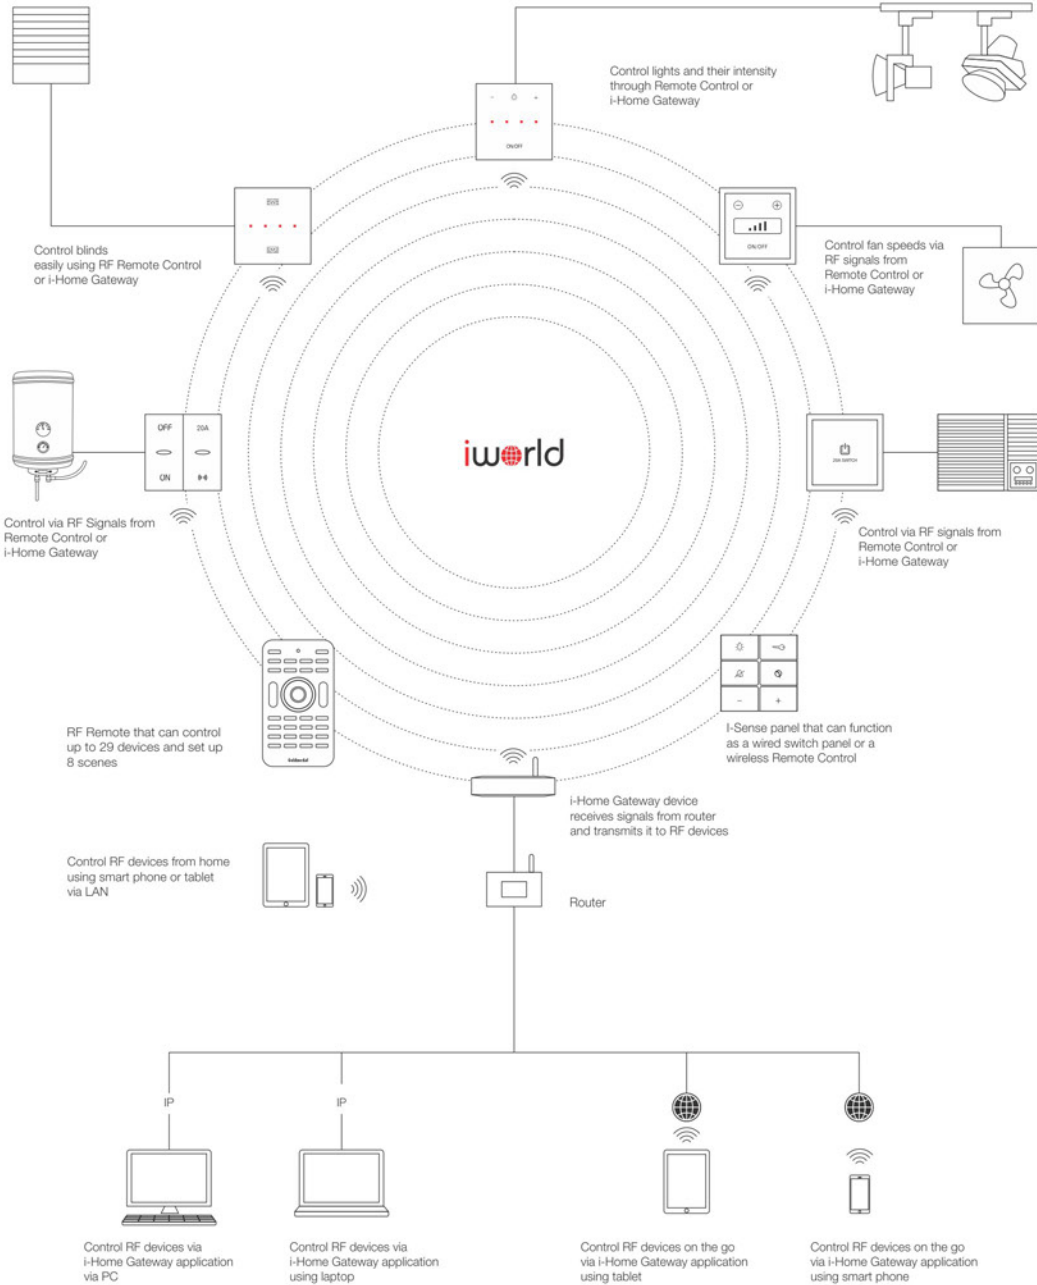 Control lights and their intensity
through Remote Control or
i-Home Gateway
- +
ON/OFF
Control blinds
easily using RF Remote Control
or i-Home Gateway
ON/OFF
Control fan speeds via
RF signals from
Remote Control or
i-Home Gateway
OFF 20A
ON
iworld
20A SWITCH
Control via RF Signals from
Remote Control or
i-Home Gateway
Control via RF signals from
Remote Control or
i-Home Gateway
RF Remote that can control
up to 29 devices and set up
8 scenes
- +
I-Sense panel that can function
as a wired switch panel or a
wireless Remote Control
i-Home Gateway device
receives signals from router
and transmits it to RF devices
Control RF devices from home
using smart phone or tablet
via LAN
Router
IP
IP
Control RF devices via
i-Home Gateway application
via PC
Control RF devices via
i-Home Gateway application
using laptop
Control RF devices on the go
via i-Home Gateway application
using tablet
Control RF devices on the go
via i-Home Gateway application
using smart phone